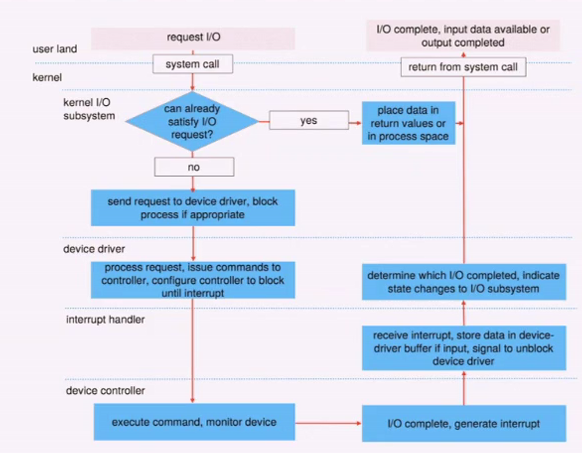 request I/O
I/O complete, input data available or
output completed
user land
system call
return from system call
kernel
kernel I/O
subsystem
can already
satisfy I/O
request?
yes
place data in
return values or
in process space
no
send request to device driver, block
process if appropriate
device driver
process request, issue commands to
controller, configure controller to block
until interrupt
determine which I/O completed, indicate
state changes to I/O subsystem
interrupt handler
receive interrupt, store data in device-
driver buffer if input, signal to unblock
device driver
device controller
execute command, monitor device
I/O complete, generate interrupt